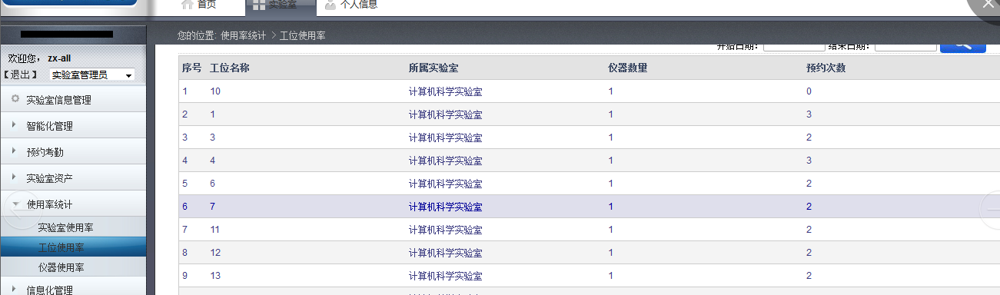 首页 实验室 个人信息
您的位置: 使用率统计 > 工位使用率
欢迎您， zx-all
【退出】 实验室管理员
实验室信息管理
智能化管理
预约考勤
实验室资产
使用率统计
实验室使用率
工位使用率
仪器使用率
信息化管理
开始日期： 结束日期：
序号 工位名称 所属实验室 仪器数量 预约次数
1 10 计算机科学实验室 1 0
2 1 计算机科学实验室 1 3
3 3 计算机科学实验室 1 2
4 4 计算机科学实验室 1 3
5 6 计算机科学实验室 1 2
6 7 计算机科学实验室 1 2
7 11 计算机科学实验室 1 2
8 12 计算机科学实验室 1 2
9 13 计算机科学实验室 1 2